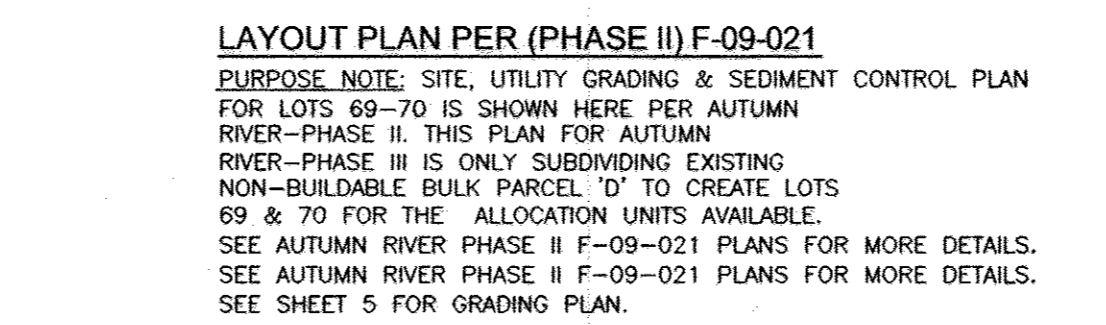 LAYOUT PLAN PER (PHASE II) F-09-021
PURPOSE NOTE: SITE, UTILITY GRADING & SEDIMENT CONTROL PLAN
FOR LOTS 69-70 IS SHOWN HERE PER AUTUMN
RIVER-PHASE II. THIS PLAN FOR AUTUMN
RIVER-PHASE III IS ONLY SUBDIVIDING EXISTING
NON-BUILDABLE BULK PARCEL 'D' TO CREATE LOTS
69 & 70 FOR THE ALLOCATION UNITS AVAILABLE.
SEE AUTUMN RIVER PHASE II F-09-021 PLANS FOR MORE DETAILS.
SEE AUTUMN RIVER PHASE II F-09-021 PLANS FOR MORE DETAILS.
SEE SHEET 5 FOR GRADING PLAN.